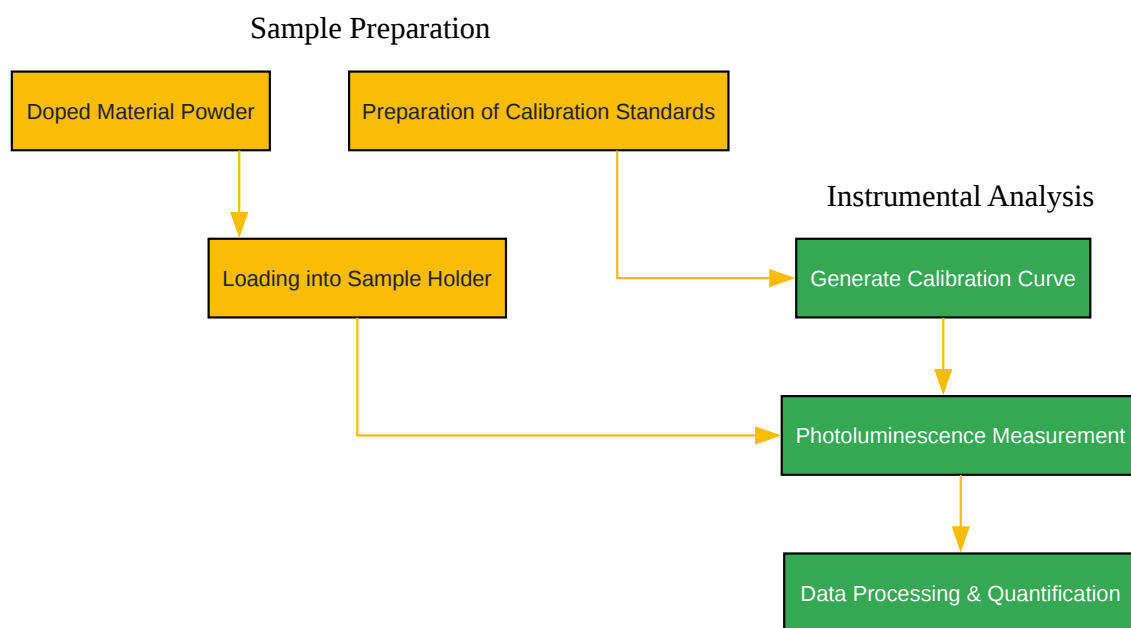 Sample Preparation
Doped Material Powder
Preparation of Calibration Standards
Instrumental Analysis
Loading into Sample Holder
Generate Calibration Curve
Photoluminescence Measurement
Data Processing & Quantification